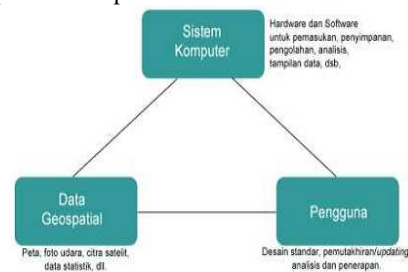 Sistem
Komputer
Hardware dan Software
untuk pemasukan, penyimpanan,
pengolahan, analisis,
tampilan data, dsb,
Data
Geospatial
Peta, foto udara, citra satelit,
data statistik, dll.
Pengguna
Desain standar, pemutakhiran/updating
analisis dan penerapan.